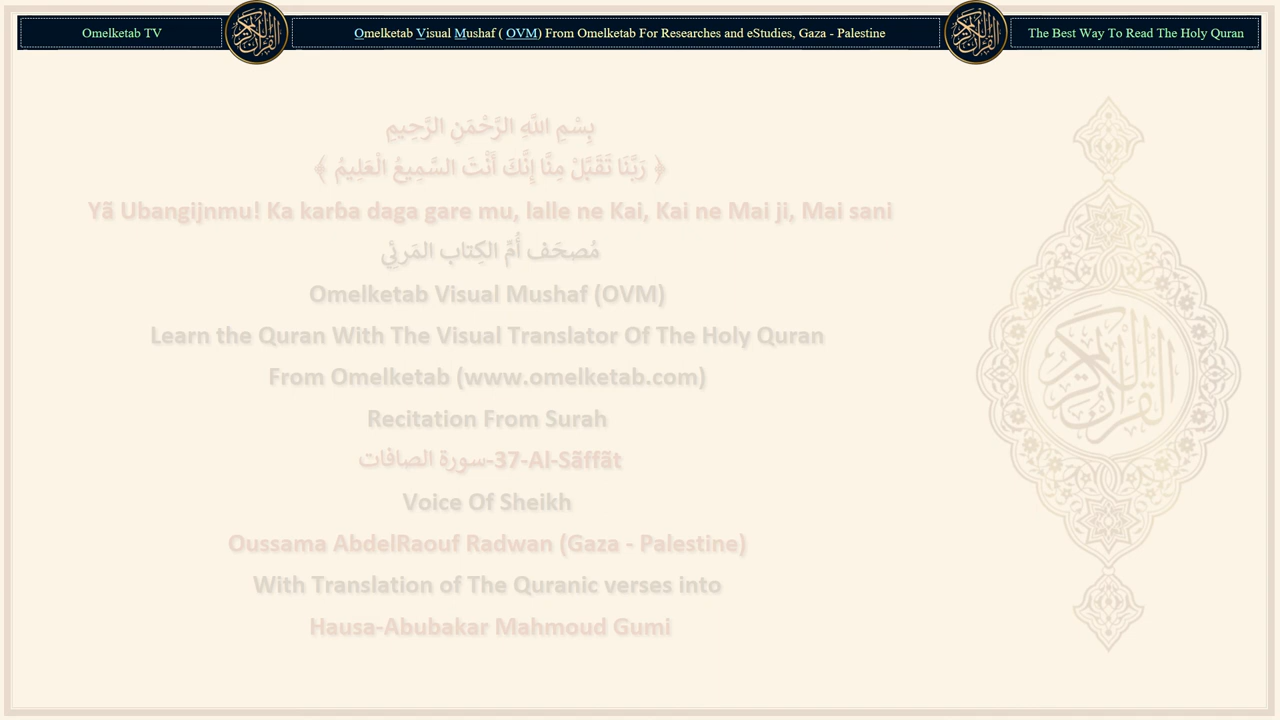 Omelketab TV
Omelketab Visual Mushaf ( OVM) From Omelketab For Researches and eStudies, Gaza - Palestine
The Best Way To Read The Holy Quran
بِسْمِ اللَّهِ الرَّحْمَنِ الرَّحِيمِ
﴿ رَبَّنَا تَقَبَّلْ مِنَّا إِنَّكَ أَنْتَ السَّمِيعُ الْعَلِيمُ ﴾
Yã Ubangijnmu! Ka karɓa daga gare mu, lalle ne Kai, Kai ne Mai ji, Mai sani
مُصحَف أُمِّ الكِتاب المَرئِي
Omelketab Visual Mushaf (OVM)
Learn the Quran With The Visual Translator Of The Holy Quran
From Omelketab (www.omelketab.com)
Recitation From Surah
سورة الصافات-37-Al-Sãffãt
Voice Of Sheikh
Oussama AbdelRaouf Radwan (Gaza - Palestine)
With Translation of The Quranic verses into
Hausa-Abubakar Mahmoud Gumi
القرآن الكريم